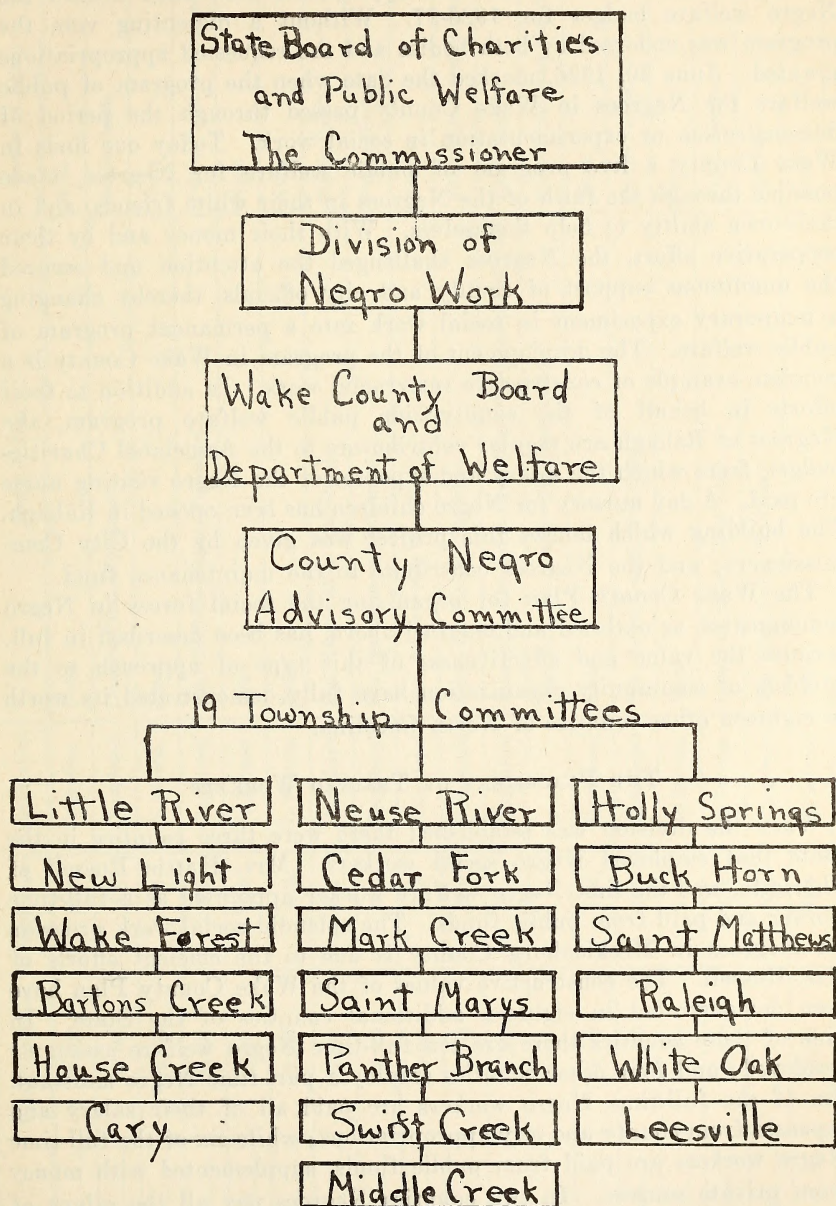 State Board of Charities
and Public Welfare
The Commissioner
Division of
Negro Work
Wake County Board
and
Department of Welfare
County Negro
Advisory Committee
19 Township Committees
Little River
New Light
Wake Forest
Bartons Creek
House Creek
Cary
Neuse River
Cedar Fork
Mark Creek
Saint Marys
Panther Branch
Swift Creek
Middle Creek
Holly Springs
Buck Horn
Saint Matthews
Raleigh
White Oak
Leesville